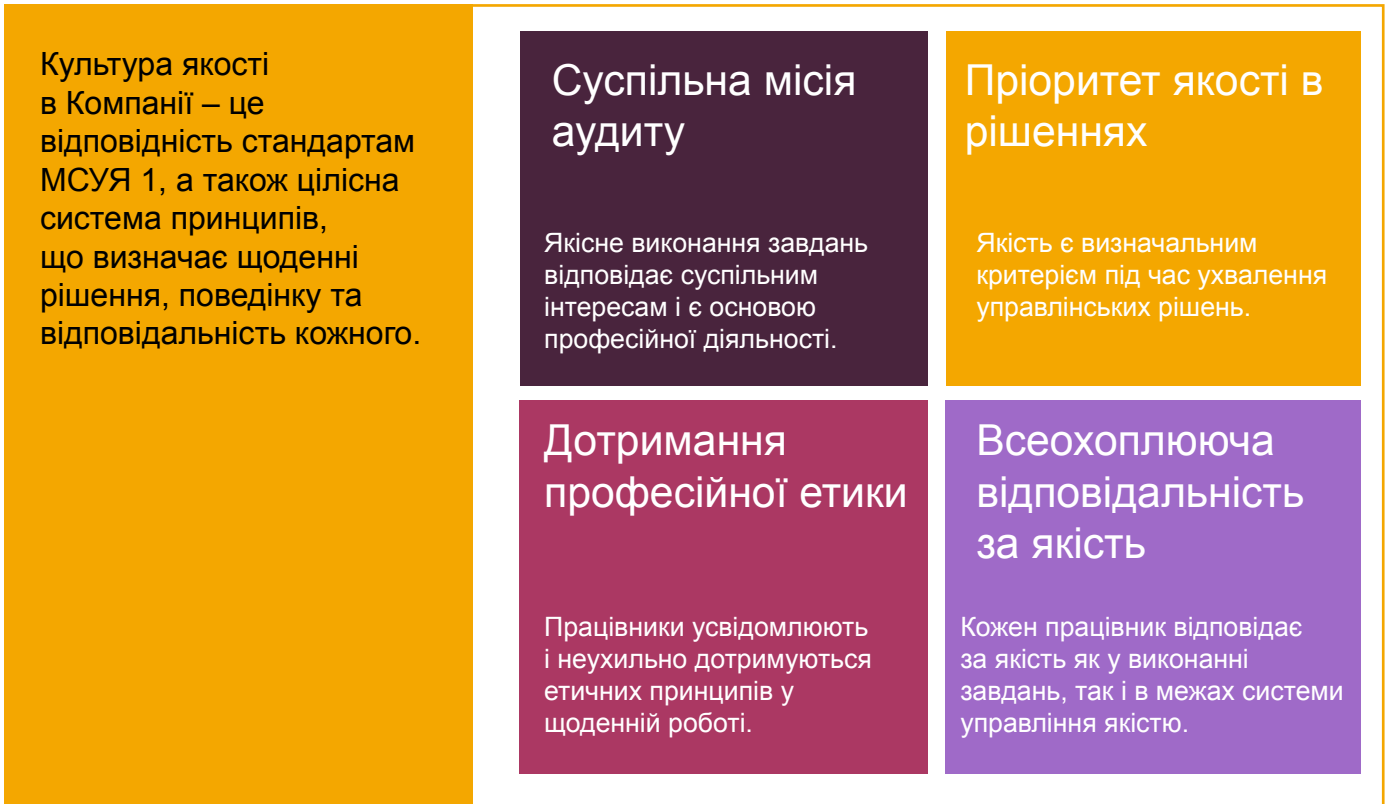 Культура якості
в Компанії – це
відповідність стандартам
МСУЯ 1, а також цілісна
система принципів,
що визначає щоденні
рішення, поведінку та
відповідальність кожного.
Суспільна місія
аудиту
Якісне виконання завдань
відповідає суспільним
інтересам і є основою
професійної діяльності.
Пріоритет якості в
рішеннях
Якість є визначальним
критерієм під час ухвалення
управлінських рішень.
Дотримання
професійної етики
Працівники усвідомлюють
і неухильно дотримуються
етичних принципів у
щоденній роботі.
Всеохоплююча
відповідальність
за якість
Кожен працівник відповідає
за якість як у виконанні
завдань, так і в межах системи
управління якістю.